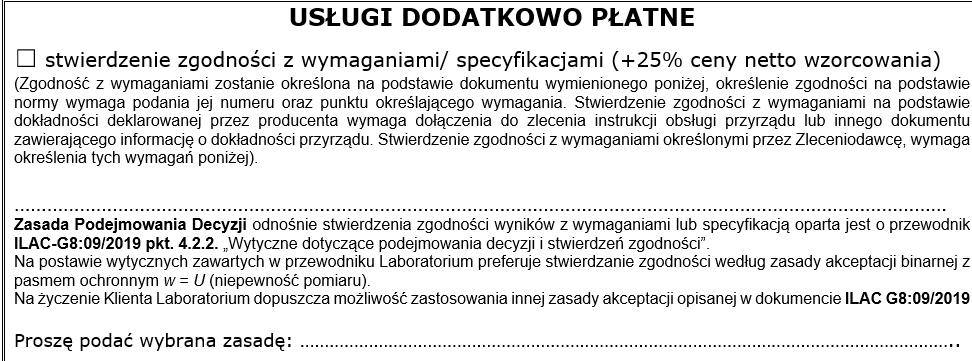 USŁUGI DODATKOWO PŁATNE
☐ stwierdzenie zgodności z wymaganiami/ specyfikacjami (+25% ceny netto wzorcowania)
(Zgodność z wymaganiami zostanie określona na podstawie dokumentu wymienionego poniżej, określenie zgodności na podstawie
normy wymaga podania jej numeru oraz punktu określającego wymagania. Stwierdzenie zgodności z wymaganiami na podstawie
dokładności deklarowanej przez producenta wymaga dołączenia do zlecenia instrukcji obsługi przyrządu lub innego dokumentu
zawierającego informację o dokładności przyrządu. Stwierdzenie zgodności z wymaganiami określonymi przez Zleceniodawcę, wymaga
określenia tych wymagań poniżej).
................................................................................................................................................................
Zasada Podejmowania Decyzji odnośnie stwierdzenia zgodności wyników z wymaganiami lub specyfikacją oparta jest o przewodnik
ILAC-G8:09/2019 pkt. 4.2.2. „Wytyczne dotyczące podejmowania decyzji i stwierdzeń zgodności”.
Na postawie wytycznych zawartych w przewodniku Laboratorium preferuje stwierdzanie zgodności według zasady akceptacji binarnej z
pasmem ochronnym w = U (niepewność pomiaru).
Na życzenie Klienta Laboratorium dopuszcza możliwość zastosowania innej zasady akceptacji opisanej w dokumencie ILAC G8:09/2019
Proszę podać wybrana zasadę: ……………………………………………………………………………………………..